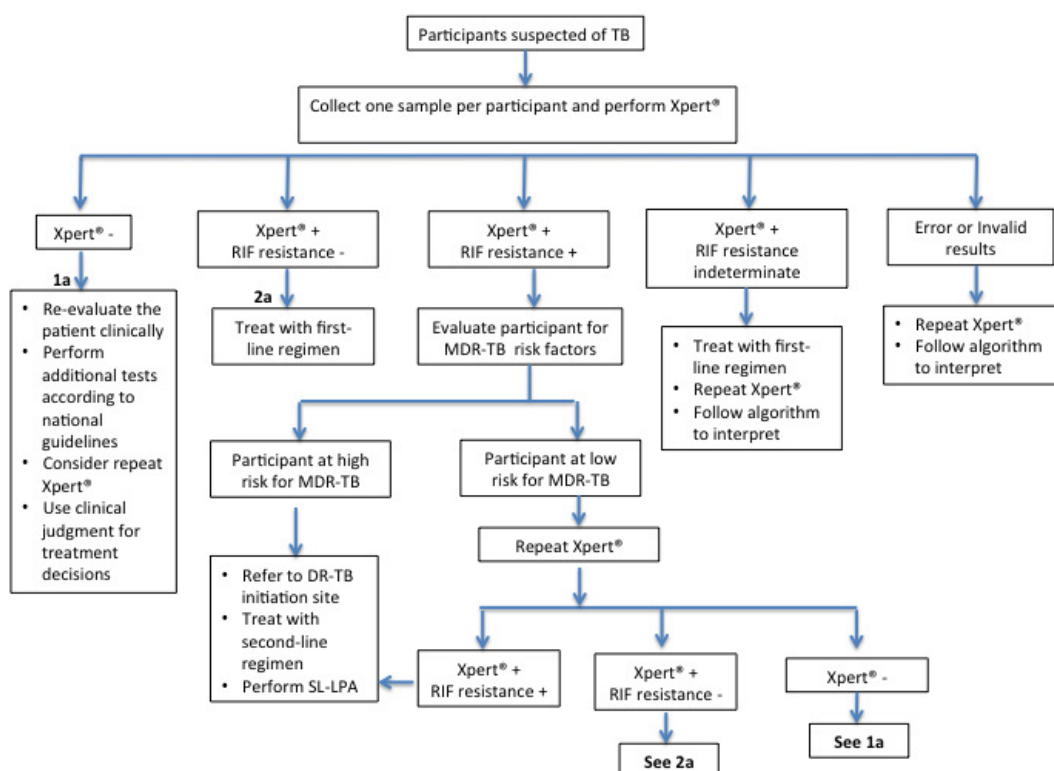 Participants suspected of TB
Collect one sample per participant and perform Xpert®
Xpert® -
Xpert® +
RIF resistance -
Xpert® +
RIF resistance +
Xpert® +
RIF resistance
indeterminate
Error or Invalid
results
1a
• Re-evaluate the
patient clinically
• Perform
additional tests
according to
national
guidelines
• Consider repeat
Xpert®
• Use clinical
judgment for
treatment
decisions
2a
Treat with first-
line regimen
Evaluate participant for
MDR-TB risk factors
• Treat with first-
line regimen
• Repeat Xpert®
• Follow algorithm
to interpret
• Repeat Xpert®
• Follow algorithm
to interpret
Participant at high
risk for MDR-TB
Participant at low
risk for MDR-TB
Repeat Xpert®
• Refer to DR-TB
initiation site
• Treat with
second-line
regimen
• Perform SL-LPA
Xpert® +
RIF resistance +
Xpert® +
RIF resistance -
Xpert® -
See 2a
See 1a